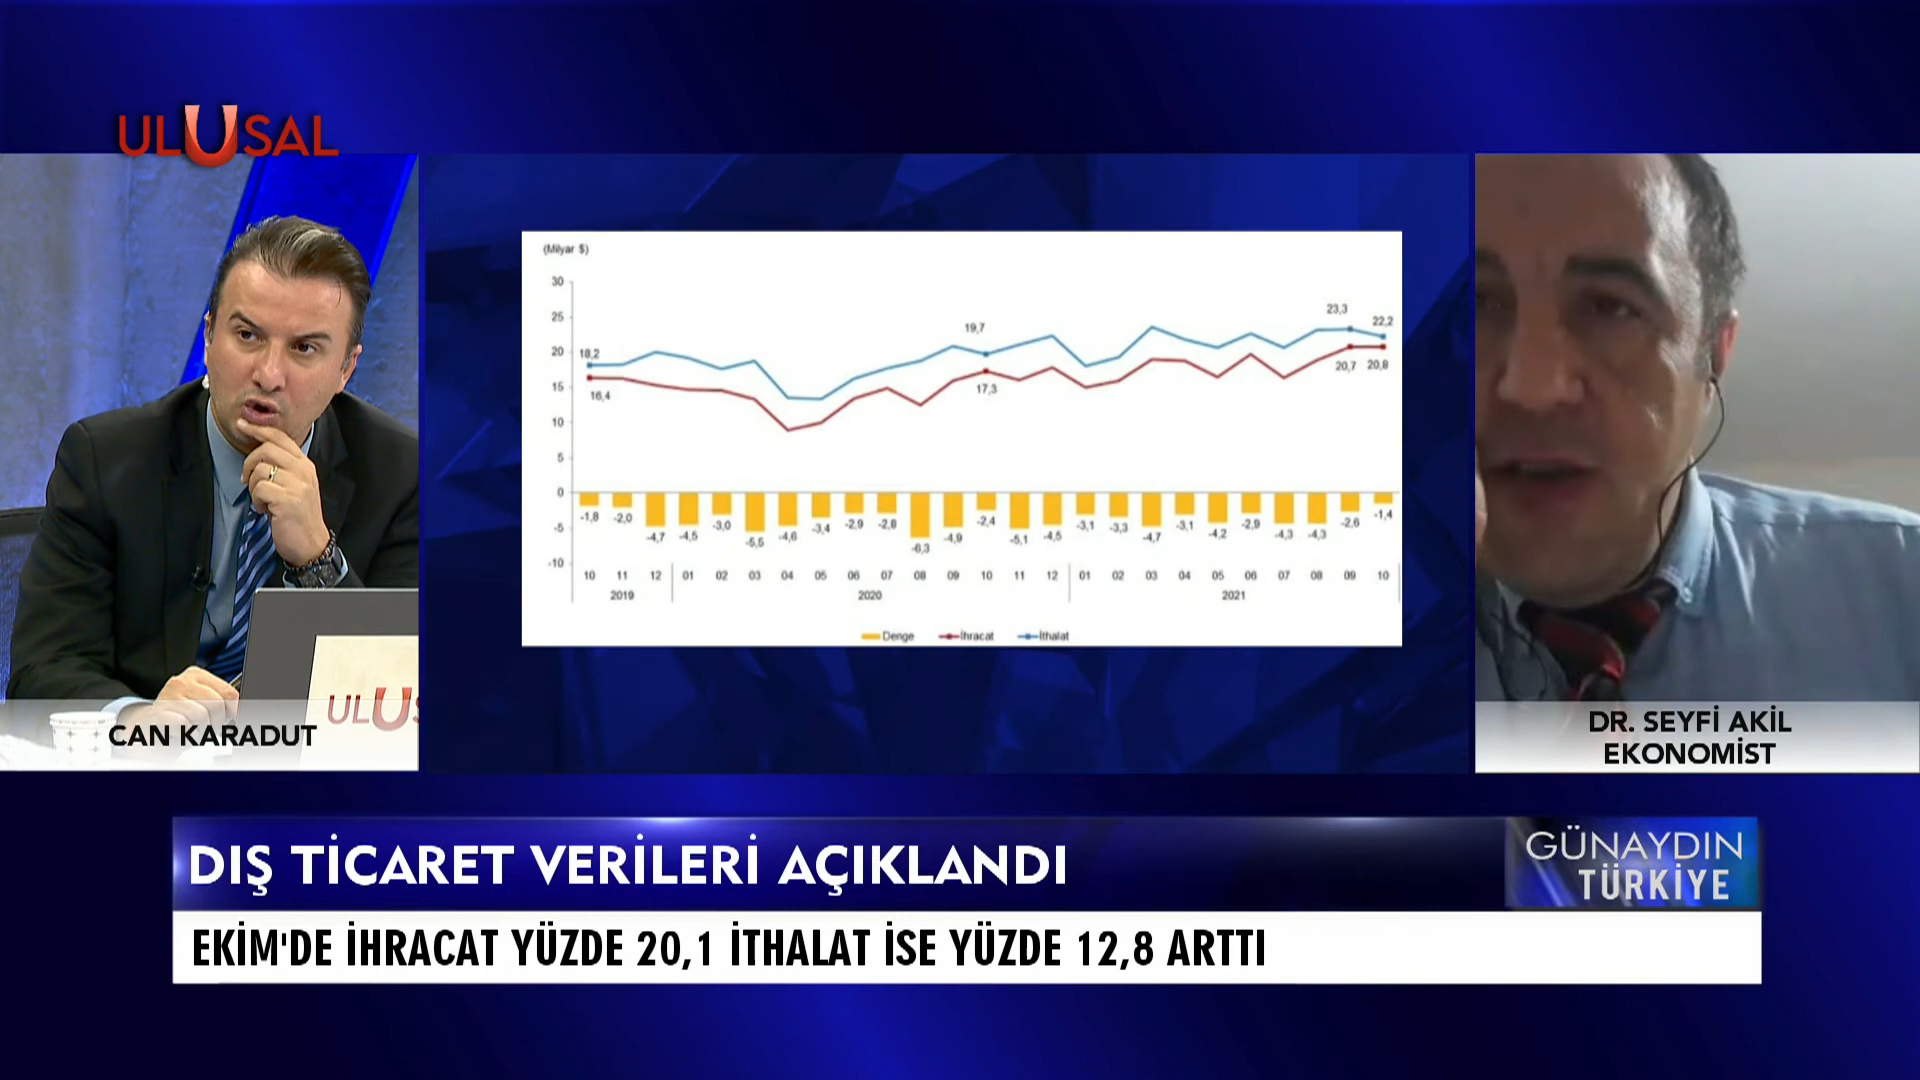 ULUSAL
(Milyar $)
30
25
20
15
10
5
0
-5
-10
18,2
16,4
19,7
17,3
23,3
22,2
20,7 20,8
-1,8 -2,0 -4,7 -4,5 -3,0 -5,5 -4,6 -3,4 -2,9 -2,8 -6,3 -4,9 -2,4 -5,1 -4,5 -3,1 -3,3 -4,7 -3,1 -4,2 -2,9 -4,3 -4,3 -2,6 -1,4
10 11 12 01 02 03 04 05 06 07 08 09 10 11 12 01 02 03 04 05 06 07 08 09 10
2019 2020 2021
Denge İhracat İthalat
ULUS
CAN KARADUT
DR. SEYFİ AKİL
EKONOMİST
DIŞ TİCARET VERİLERİ AÇIKLANDI
GÜNAYDIN
TÜRKİYE
EKİM'DE İHRACAT YÜZDE 20,1 İTHALAT İSE YÜZDE 12,8 ARTTI